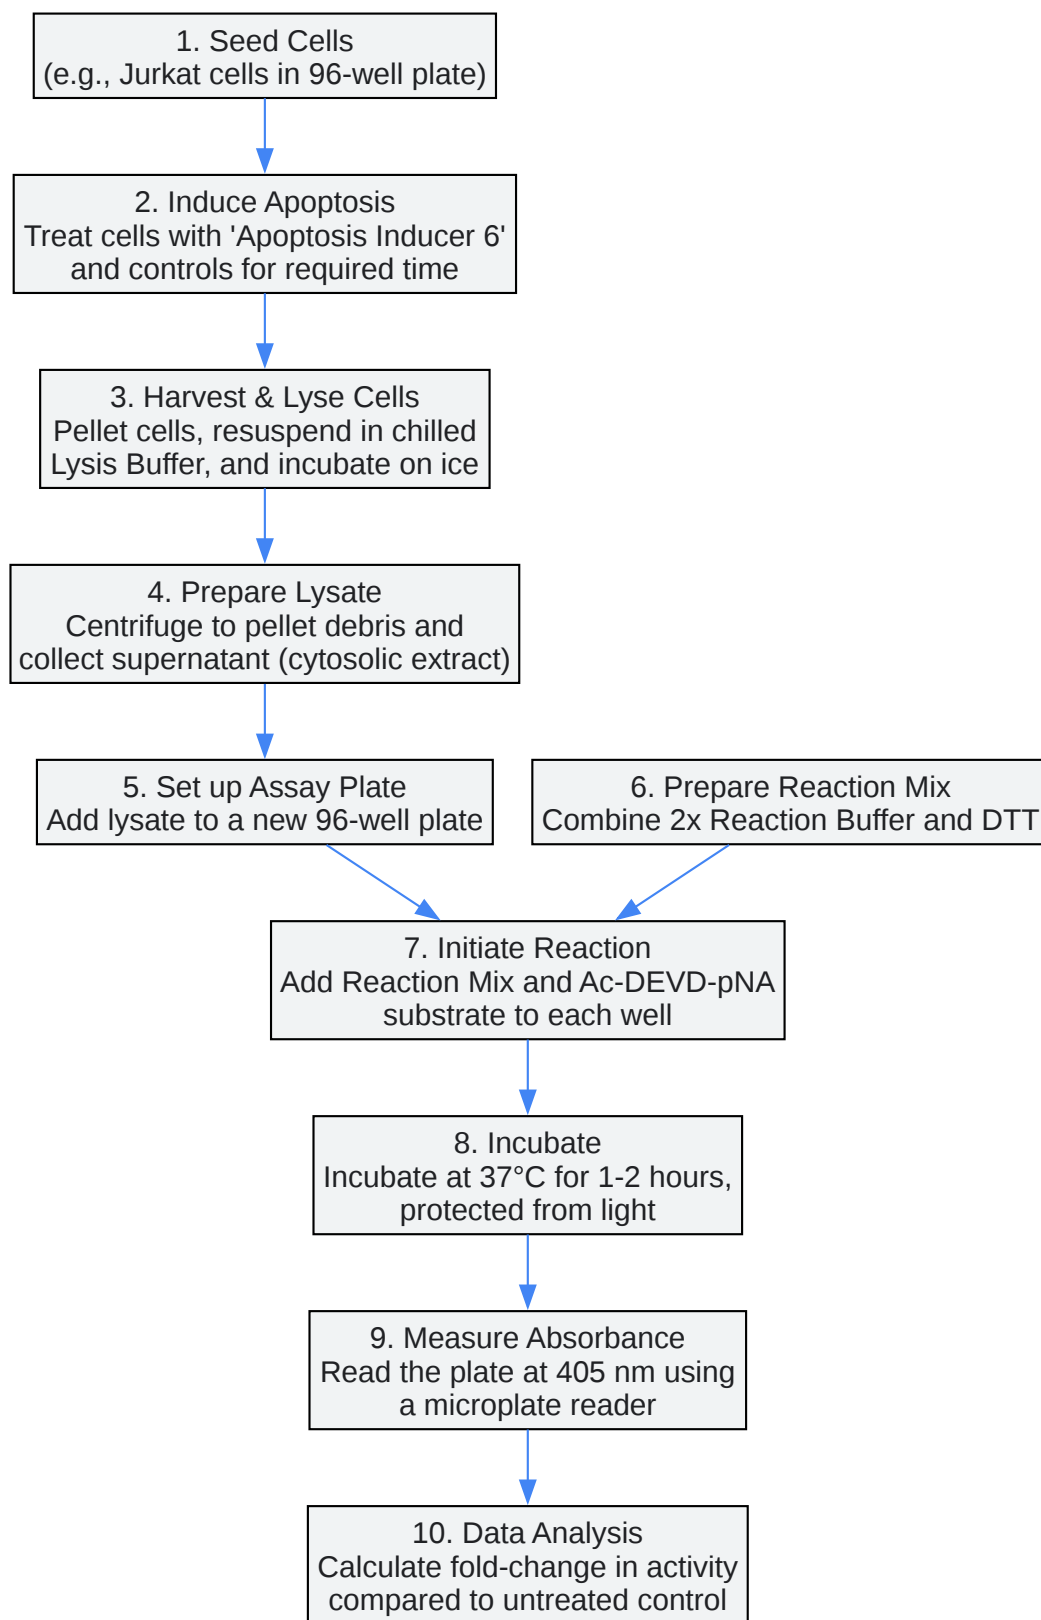 1. Seed Cells
(e.g., Jurkat cells in 96-well plate)
2. Induce Apoptosis
Treat cells with 'Apoptosis Inducer 6'
and controls for required time
3. Harvest & Lyse Cells
Pellet cells, resuspend in chilled
Lysis Buffer, and incubate on ice
4. Prepare Lysate
Centrifuge to pellet debris and
collect supernatant (cytosolic extract)
5. Set up Assay Plate
Add lysate to a new 96-well plate
6. Prepare Reaction Mix
Combine 2x Reaction Buffer and DTT
7. Initiate Reaction
Add Reaction Mix and Ac-DEVD-pNA
substrate to each well
8. Incubate
Incubate at 37°C for 1-2 hours,
protected from light
9. Measure Absorbance
Read the plate at 405 nm using
a microplate reader
10. Data Analysis
Calculate fold-change in activity
compared to untreated control